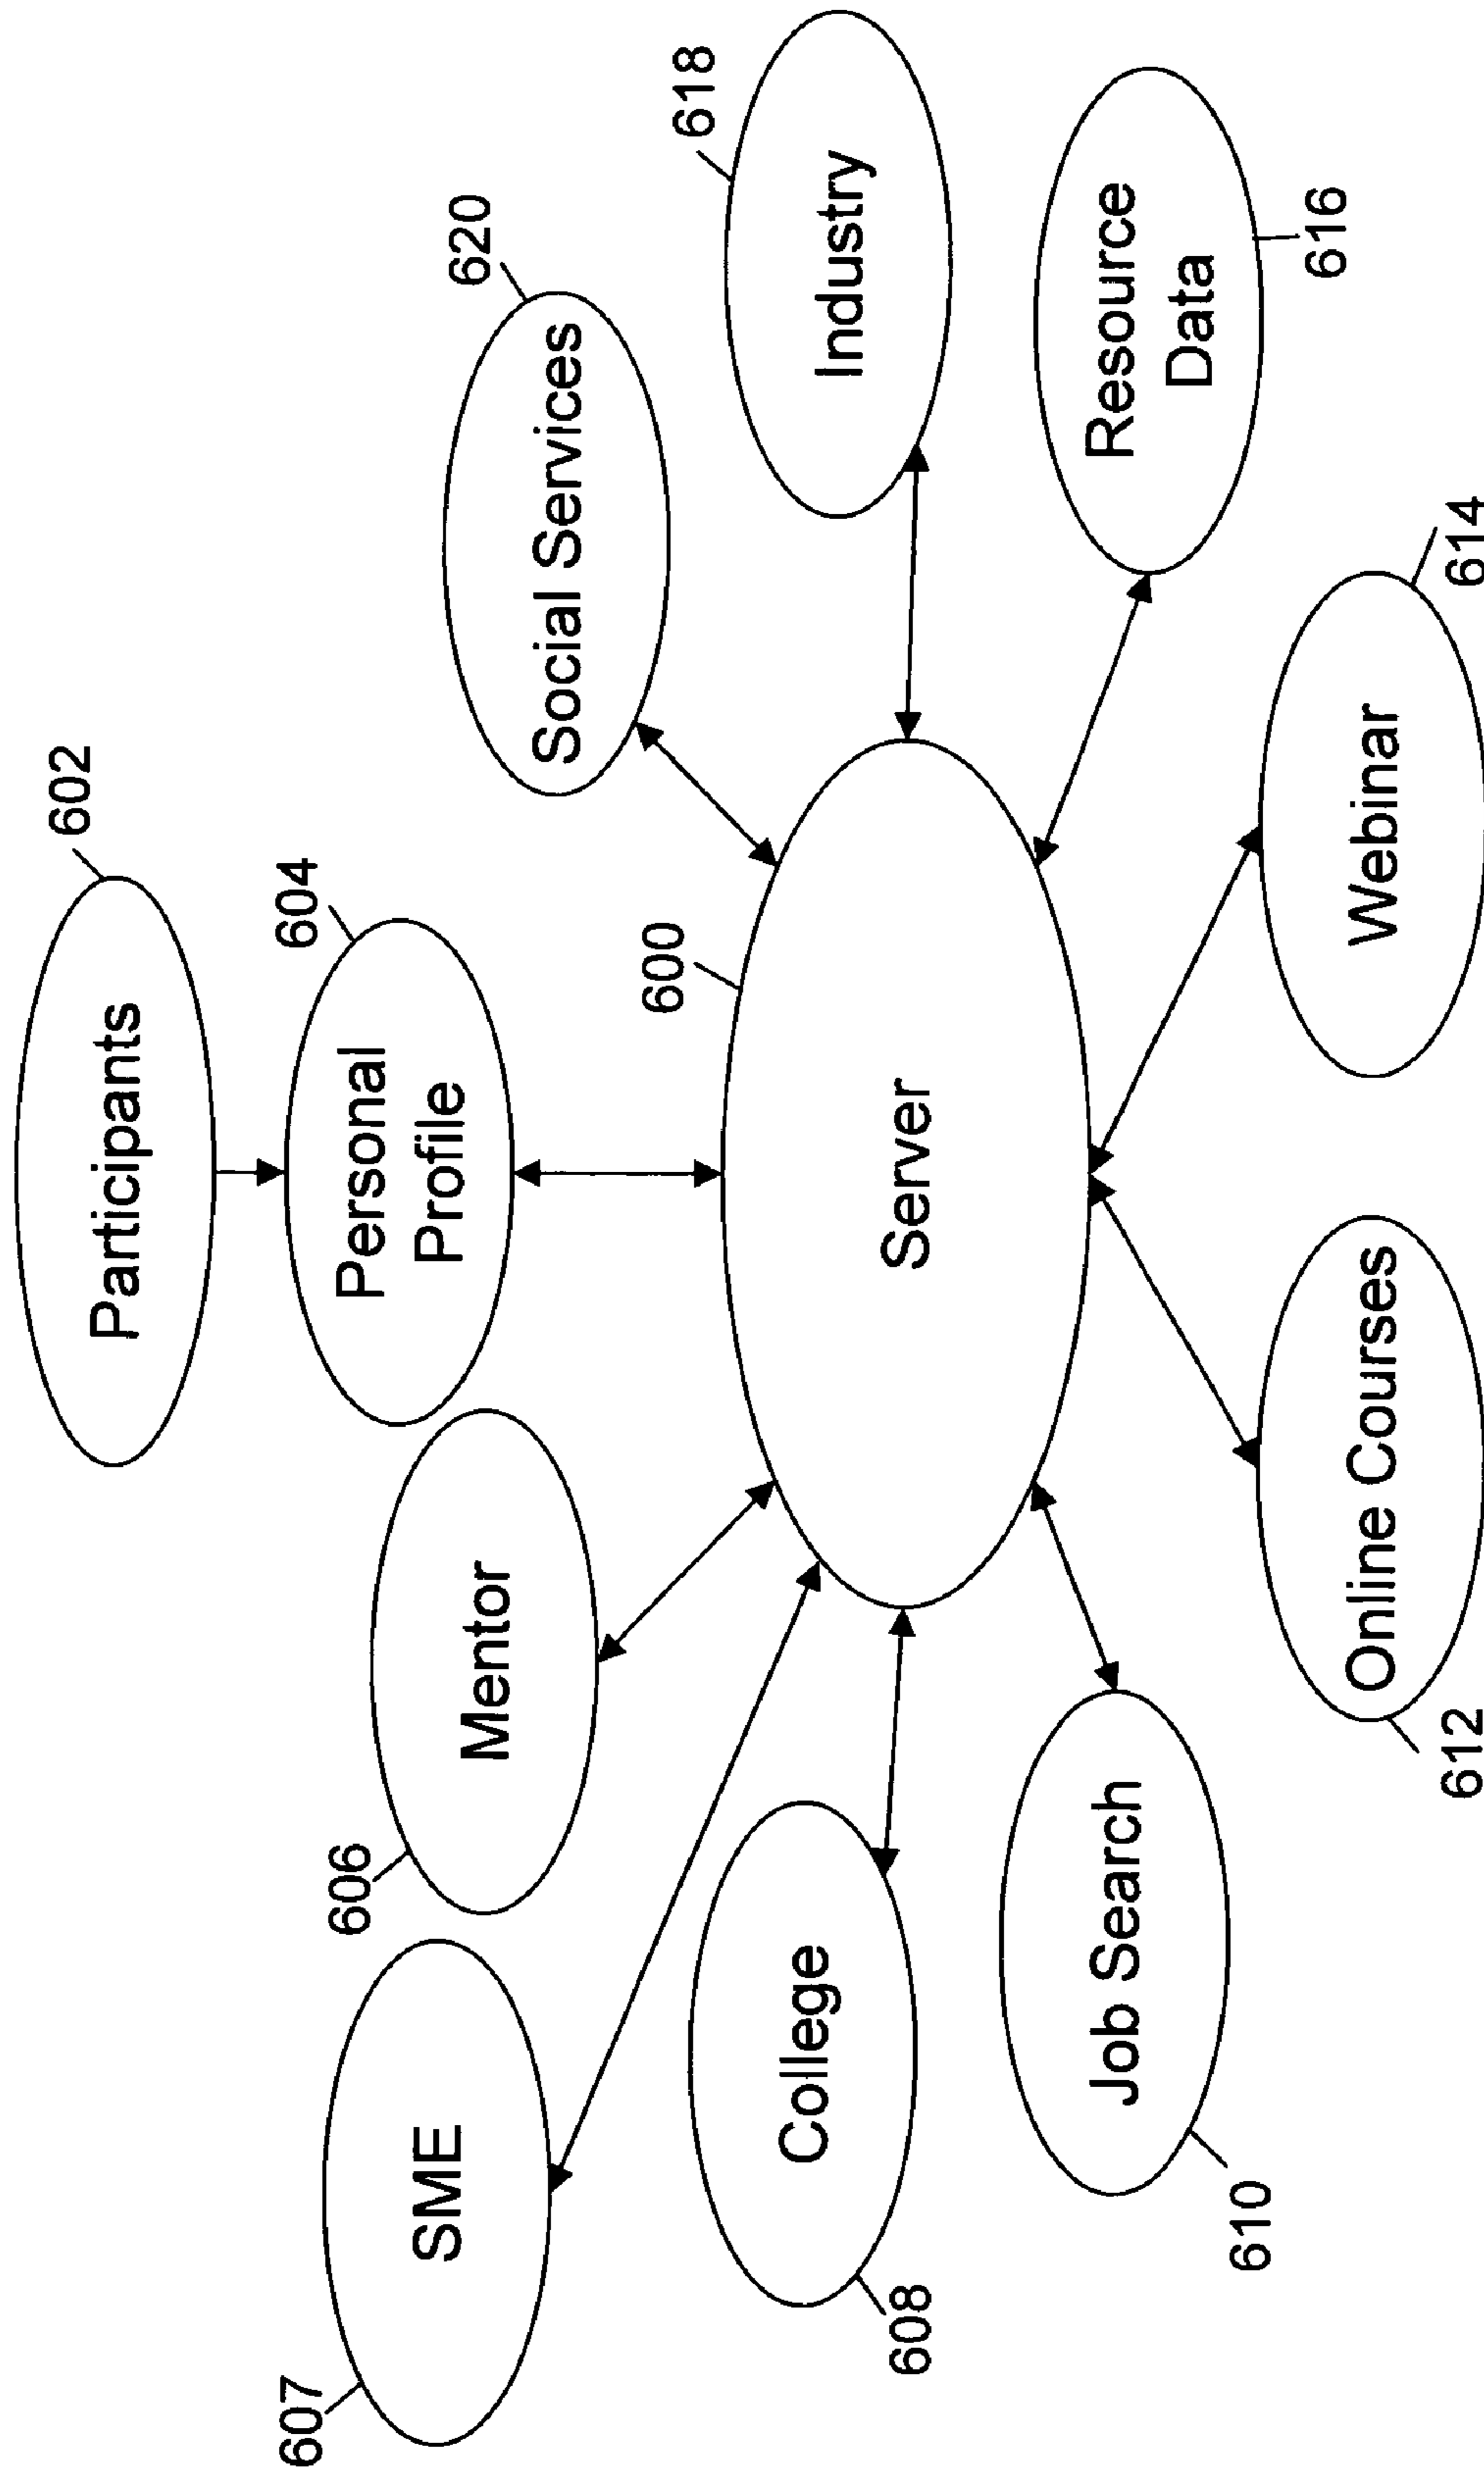 Participants
602
Personal
Profile
604
606
Mentor
607
SME
Social Services
620
600
Server
College
608
Industry
618
Job Search
610
Resource
Data
616
Online Courses
612
Webinar
614